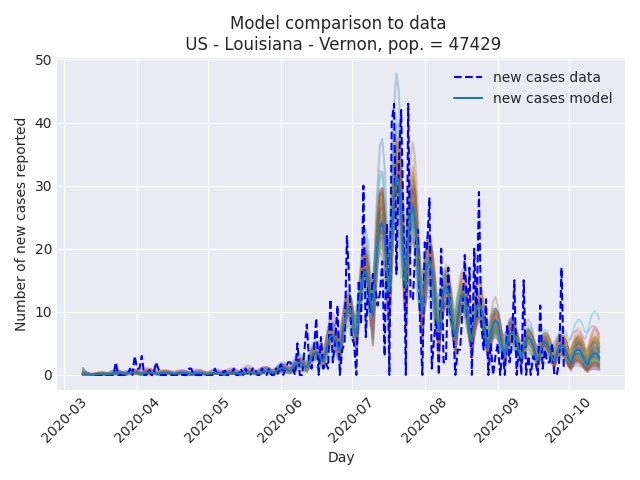 Model comparison to data
US - Louisiana - Vernon, pop. = 47429
new cases data
new cases model
Number of new cases reported
50
40
30
20
10
0
2020-03
2020-04
2020-05
2020-06
2020-07
2020-08
2020-09
2020-10
Day